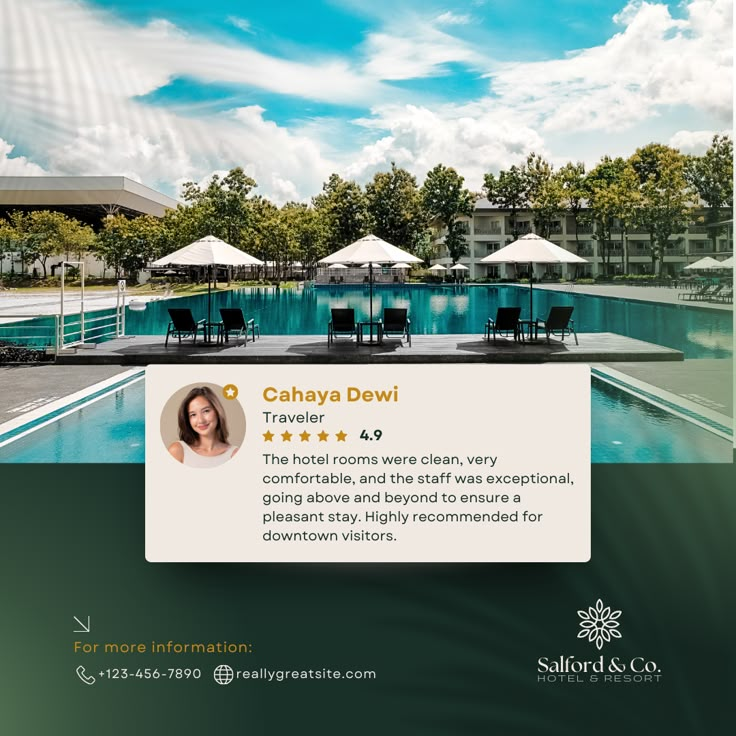 Cahaya Dewi
Traveler
4.9
The hotel rooms were clean, very
comfortable, and the staff was exceptional,
going above and beyond to ensure a
pleasant stay. Highly recommended for
downtown visitors.
For more information:
+123-456-7890 reallygreatsite.com
Salford & Co.
HOTEL & RESORT